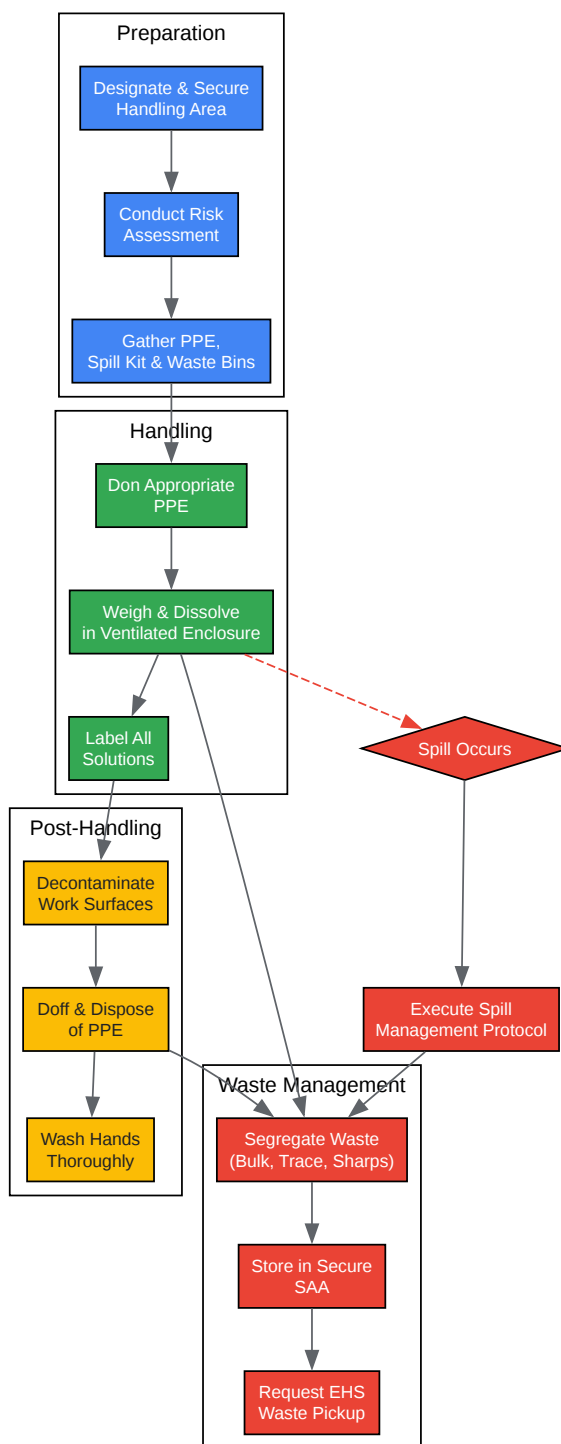 Preparation
Designate & Secure
Handling Area
Conduct Risk
Assessment
Gather PPE,
Spill Kit & Waste Bins
Handling
Don Appropriate
PPE
Weigh & Dissolve
in Ventilated Enclosure
Label All
Solutions
Spill Occurs
Post-Handling
Decontaminate
Work Surfaces
Doff & Dispose
of PPE
Execute Spill
Management Protocol
Wash Hands
Thoroughly
Waste Management
Segregate Waste
(Bulk, Trace, Sharps)
Store in Secure
SAA
Request EHS
Waste Pickup